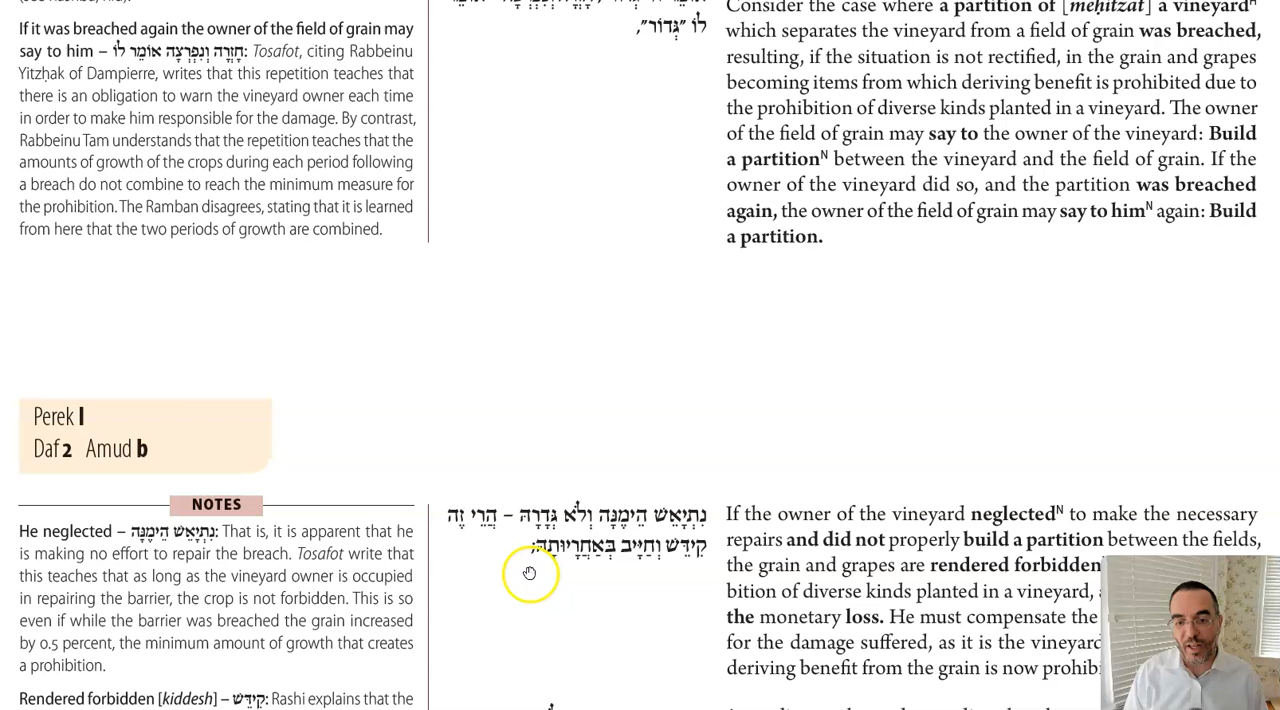 If it was breached again the owner of the field of grain may
say to him – חָזְרָה וְנִפְרְצָה אוֹמֵר לוֹ: Tosafot, citing Rabbeinu
Yitzḥak of Dampierre, writes that this repetition teaches that
there is an obligation to warn the vineyard owner each time
in order to make him responsible for the damage. By contrast,
Rabbeinu Tam understands that the repetition teaches that the
amounts of growth of the crops during each period following
a breach do not combine to reach the minimum measure for
the prohibition. The Ramban disagrees, stating that it is learned
from here that the two periods of growth are combined.
לוֹ ״גְּדוֹר״,
Consider the case where a partition of [meḥitzat] a vineyardᴴ
which separates the vineyard from a field of grain was breached,
resulting, if the situation is not rectified, in the grain and grapes
becoming items from which deriving benefit is prohibited due to
the prohibition of diverse kinds planted in a vineyard. The owner
of the field of grain may say to the owner of the vineyard: Build
a partitionᴺ between the vineyard and the field of grain. If the
owner of the vineyard did so, and the partition was breached
again, the owner of the field of grain may say to himᴺ again: Build
a partition.
Perek I
Daf 2 Amud b
NOTES
He neglected – נִתְיָאֵשׁ הֵימֶנָּה: That is, it is apparent that he
is making no effort to repair the breach. Tosafot write that
this teaches that as long as the vineyard owner is occupied
in repairing the barrier, the crop is not forbidden. This is so
even if while the barrier was breached the grain increased
by 0.5 percent, the minimum amount of growth that creates
a prohibition.
Rendered forbidden [kiddesh] – קִידֵּשׁ: Rashi explains that the
נִתְיָאֵשׁ הֵימֶנָּה וְלֹא גְּדָרָהּ – הֲרֵי זֶה
קִידֵּשׁ וְחַיָּיב בְּאַחֲרָיוּתָהּ;
If the owner of the vineyard neglectedᴺ to make the necessary
repairs and did not properly build a partition between the fields,
the grain and grapes are rendered forbidden
bition of diverse kinds planted in a vineyard,
the monetary loss. He must compensate the
for the damage suffered, as it is the vineyard
deriving benefit from the grain is now prohibi